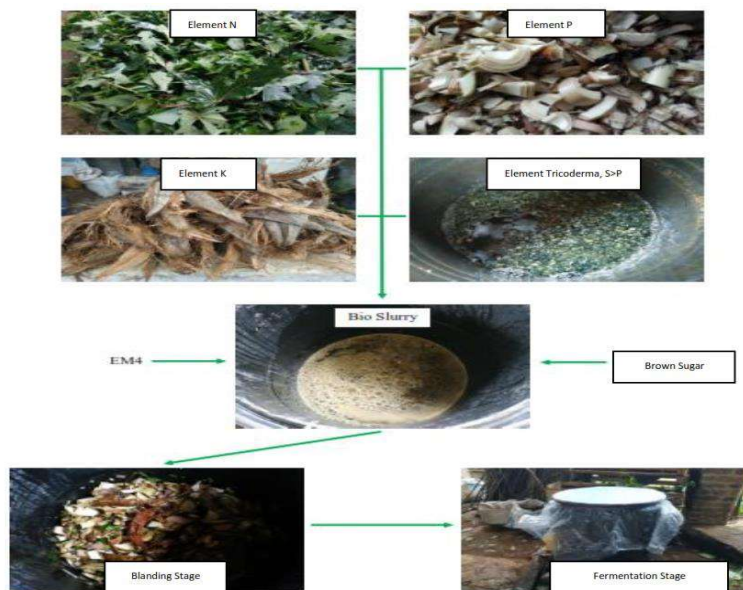 Element N
Element P
Element K
Element Tricoderma, S>P
Bio Slurry
EM4
Brown Sugar
Blanding Stage
Fermentation Stage